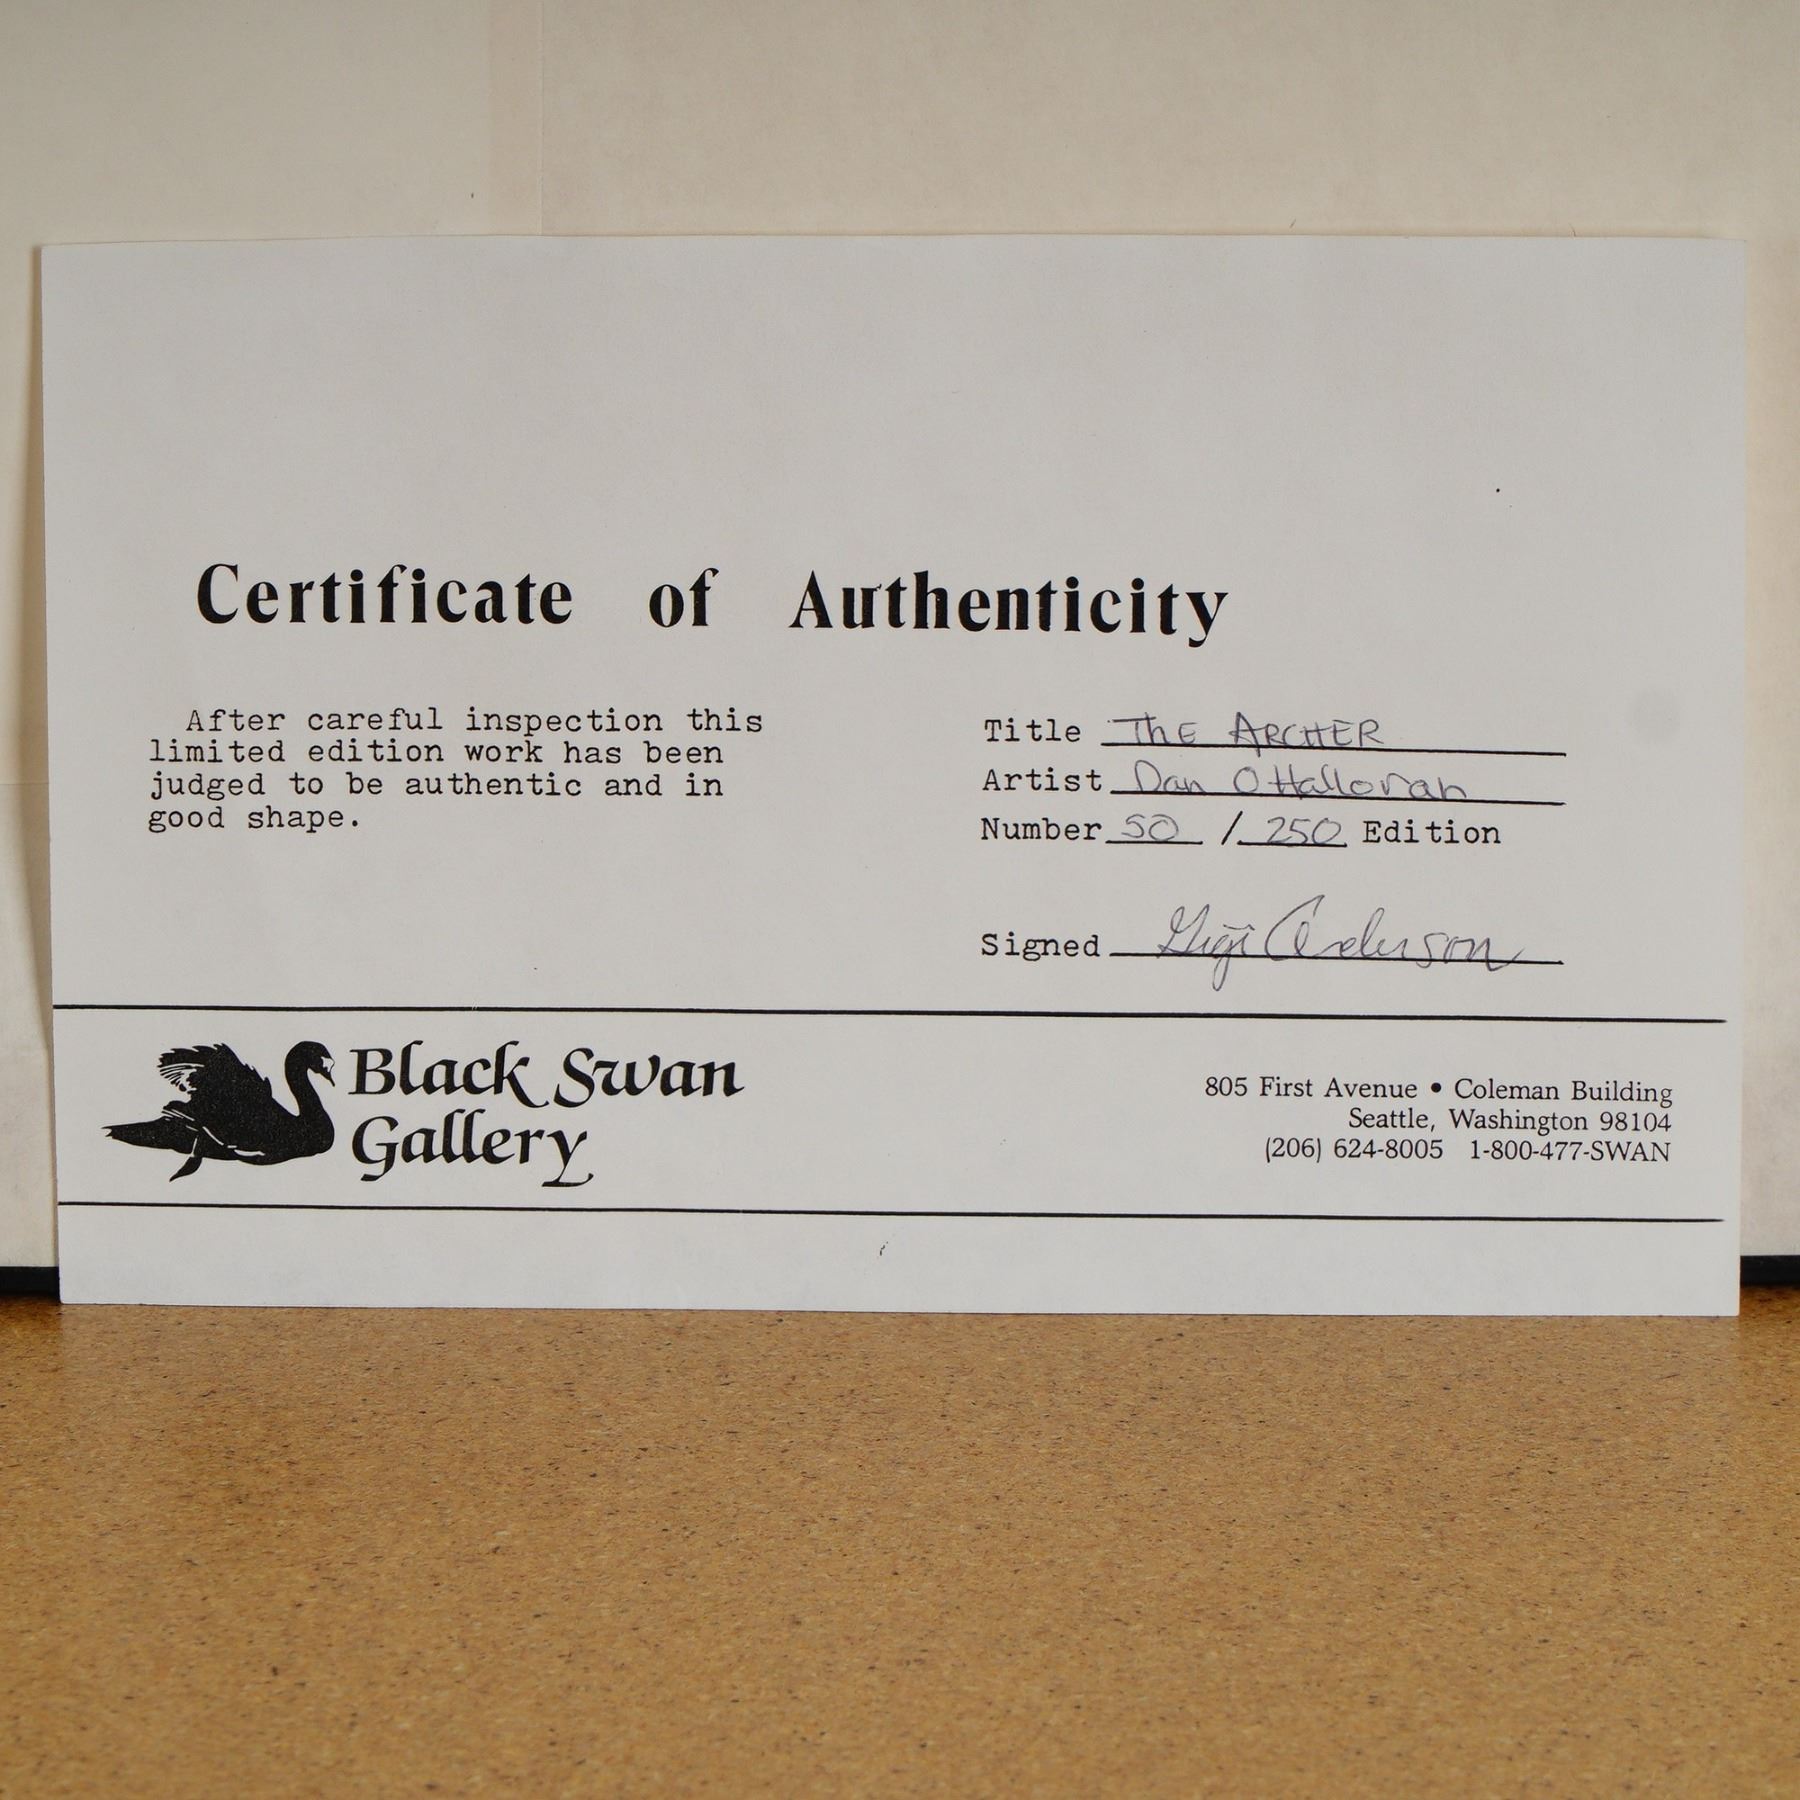 Certificate of Authenticity
After careful inspection this
limited edition work has been
judged to be authentic and in
good shape.
Title The ARCHER
Artist Dan O'Halloran
Number 50 / 250 Edition
Signed Gigi Anderson
Black Swan
Gallery
805 First Avenue • Coleman Building
Seattle, Washington 98104
(206) 624-8005 1-800-477-SWAN